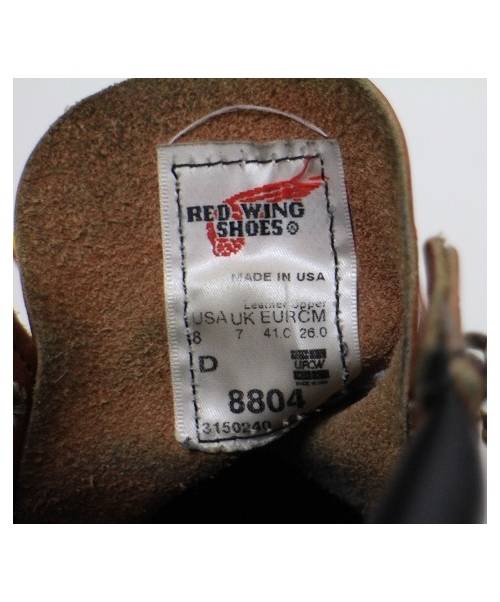 RED WING
SHOES ®
MADE IN USA
Leather Upper
USA UK EUR CM
8 7 41.0 26.0
D
UFCW
8804
3150240